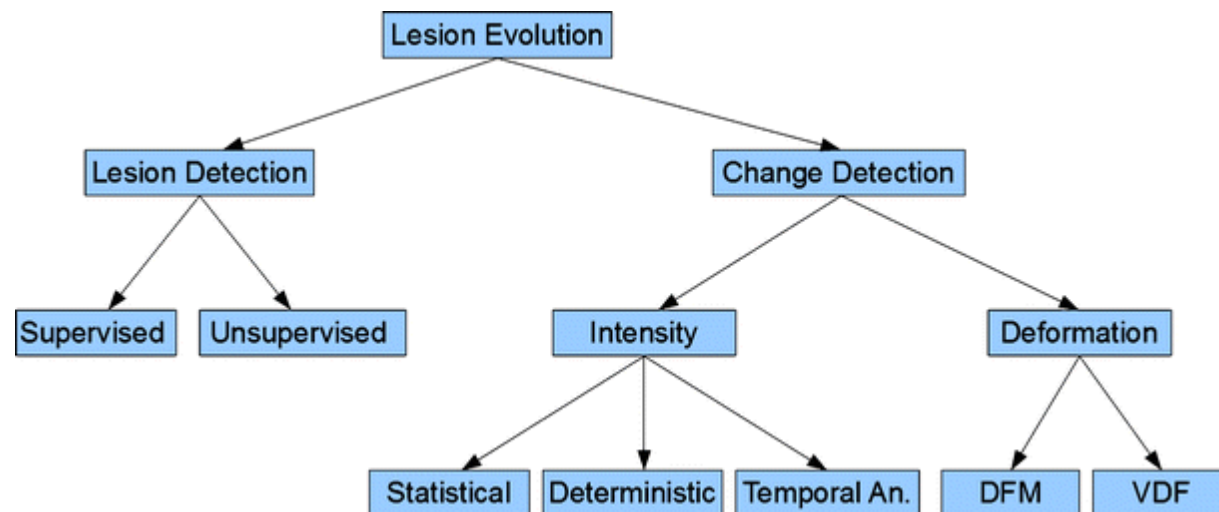 Lesion Evolution
Lesion Detection
Change Detection
Supervised
Unsupervised
Intensity
Deformation
Statistical
Deterministic
Temporal An.
DFM
VDF